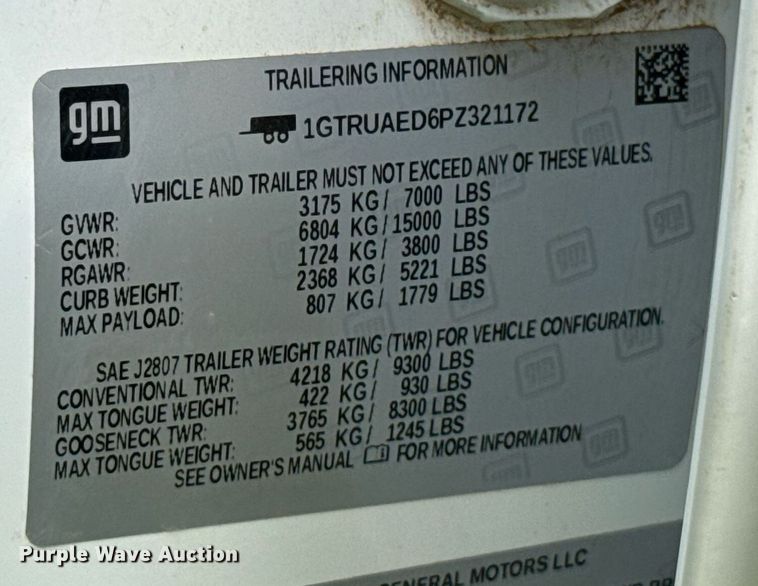 gm
TRAILERING INFORMATION
1GTRUAED6PZ321172
VEHICLE AND TRAILER MUST NOT EXCEED ANY OF THESE VALUES.
GVWR: 3175 KG/ 7000 LBS
GCWR: 6804 KG/ 15000 LBS
RGAWR: 1724 KG/ 3800 LBS
CURB WEIGHT: 2368 KG/ 5221 LBS
MAX PAYLOAD: 807 KG/ 1779 LBS
SAE J2807 TRAILER WEIGHT RATING (TWR) FOR VEHICLE CONFIGURATION.
CONVENTIONAL TWR: 4218 KG/ 9300 LBS
MAX TONGUE WEIGHT: 422 KG/ 930 LBS
GOOSENECK TWR: 3765 KG/ 8300 LBS
MAX TONGUE WEIGHT: 565 KG/ 1245 LBS
SEE OWNER'S MANUAL FOR MORE INFORMATION
GENERAL MOTORS LLC
Purple Wave Auction